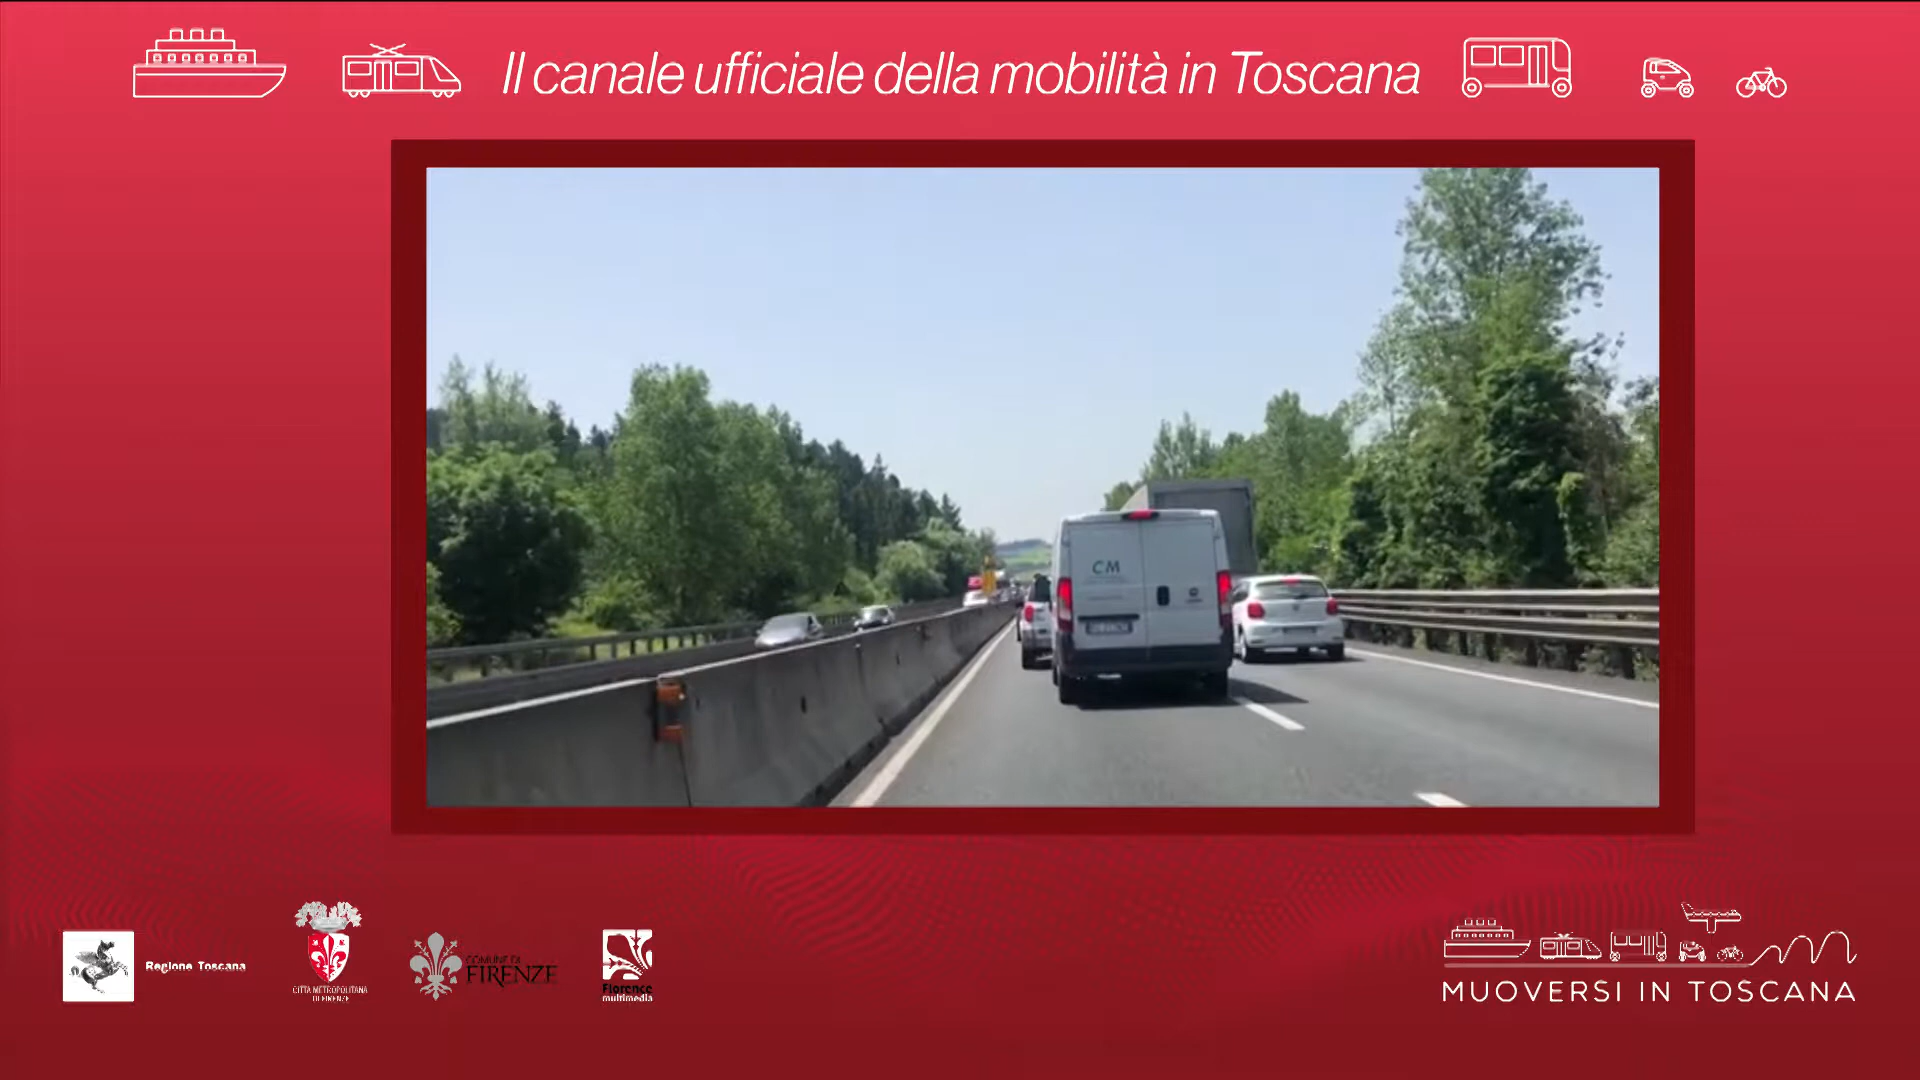 Il canale ufficiale della mobilità in Toscana
CM
Regione Toscana
CITTÀ METROPOLITANA
DI FIRENZE
COMUNE DI
FIRENZE
Florence
multimedia
MUOVERSI IN TOSCANA